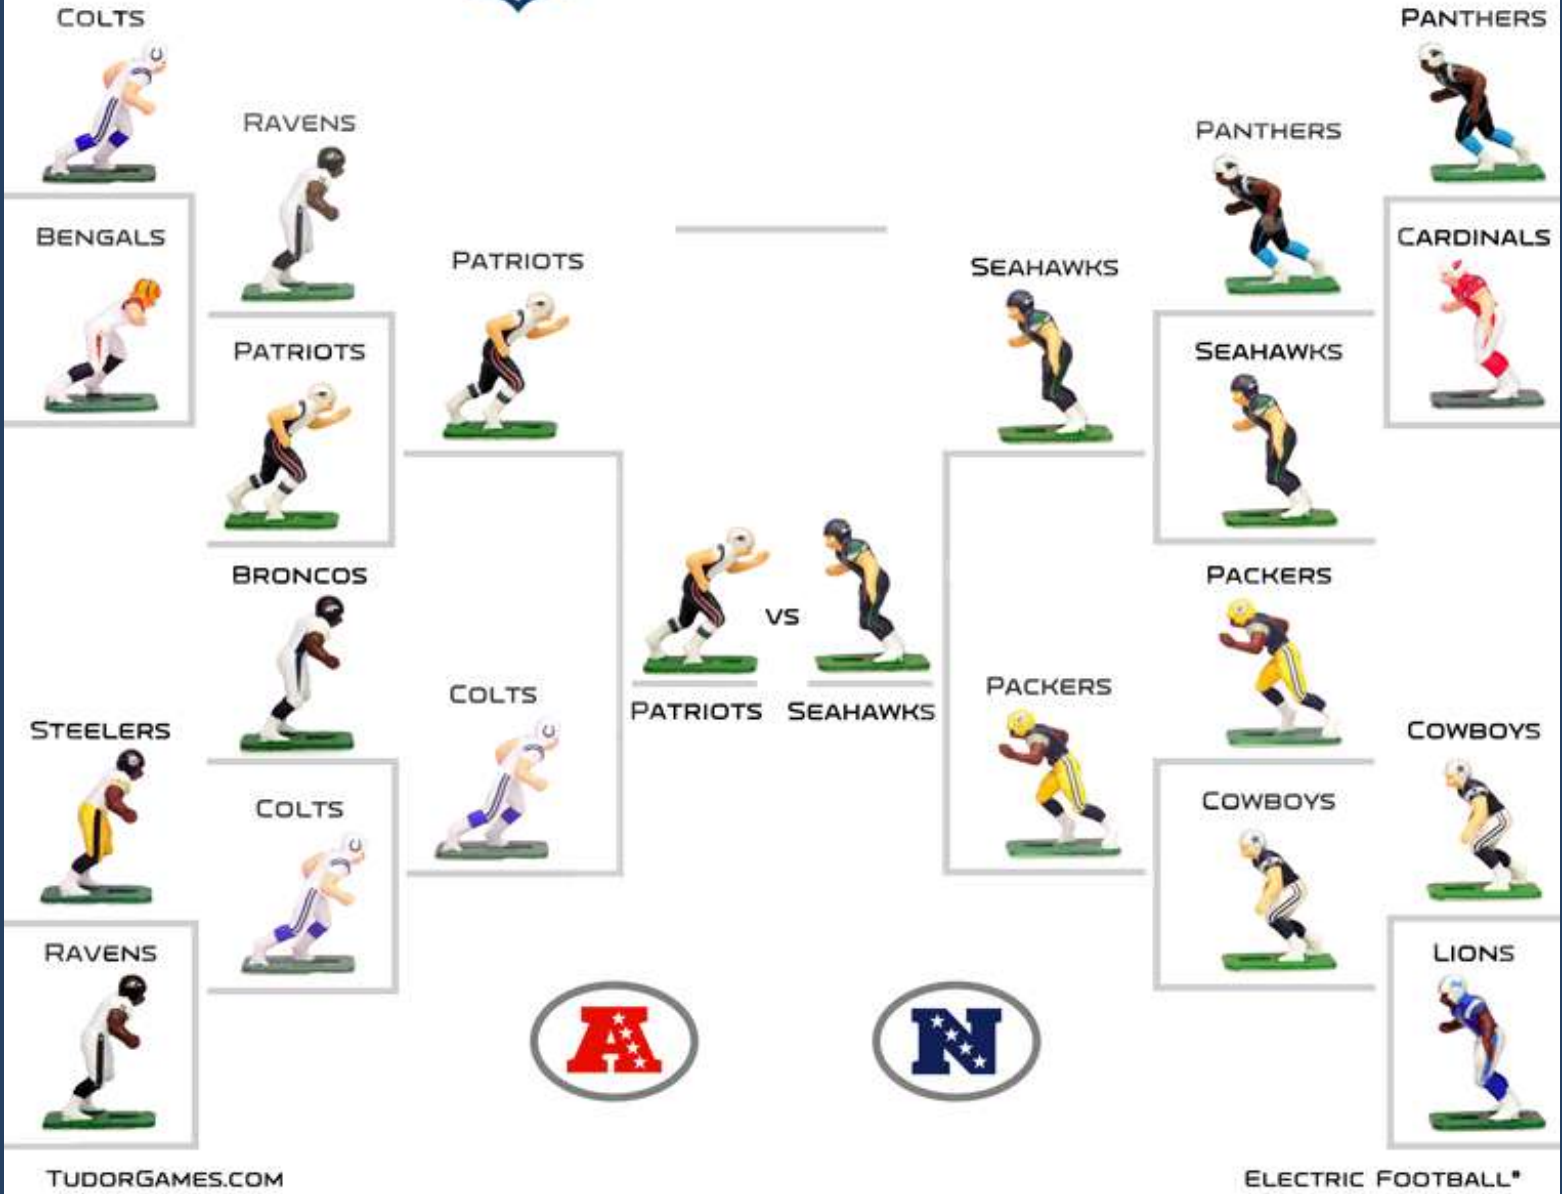 COLTS
BENGALS
STEELERS
RAVENS
RAVENS
PATRIOTS
BRONCOS
COLTS
PATRIOTS
COLTS
PATRIOTS
VS
SEAHAWKS
SEAHAWKS
PACKERS
PANTHERS
SEAHAWKS
PACKERS
COWBOYS
PANTHERS
CARDINALS
COWBOYS
LIONS
A
N
TUDORGAMES.COM
ELECTRIC FOOTBALL®